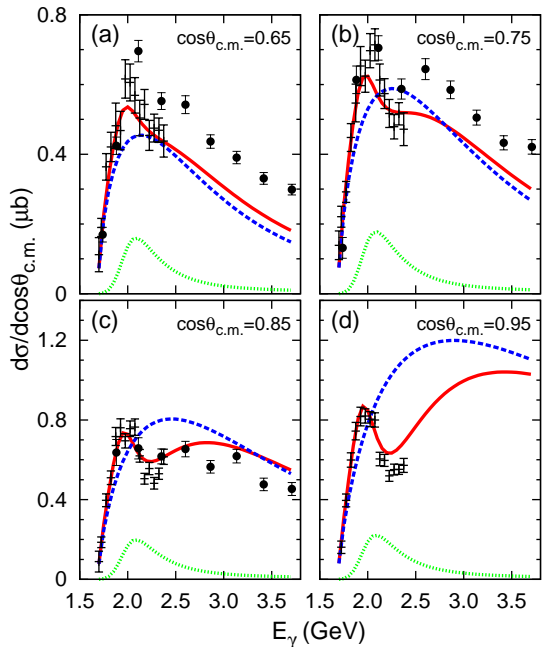 (a) cosθc.m.=0.65
(b) cosθc.m.=0.75
0.8
0.4
0
dσ/dcosθc.m. (μb)
(c) cosθc.m.=0.85
(d) cosθc.m.=0.95
1.2
0.8
0.4
0
2.0 2.5 3.0 3.5
2.0 2.5 3.0 3.5
Eγ (GeV)